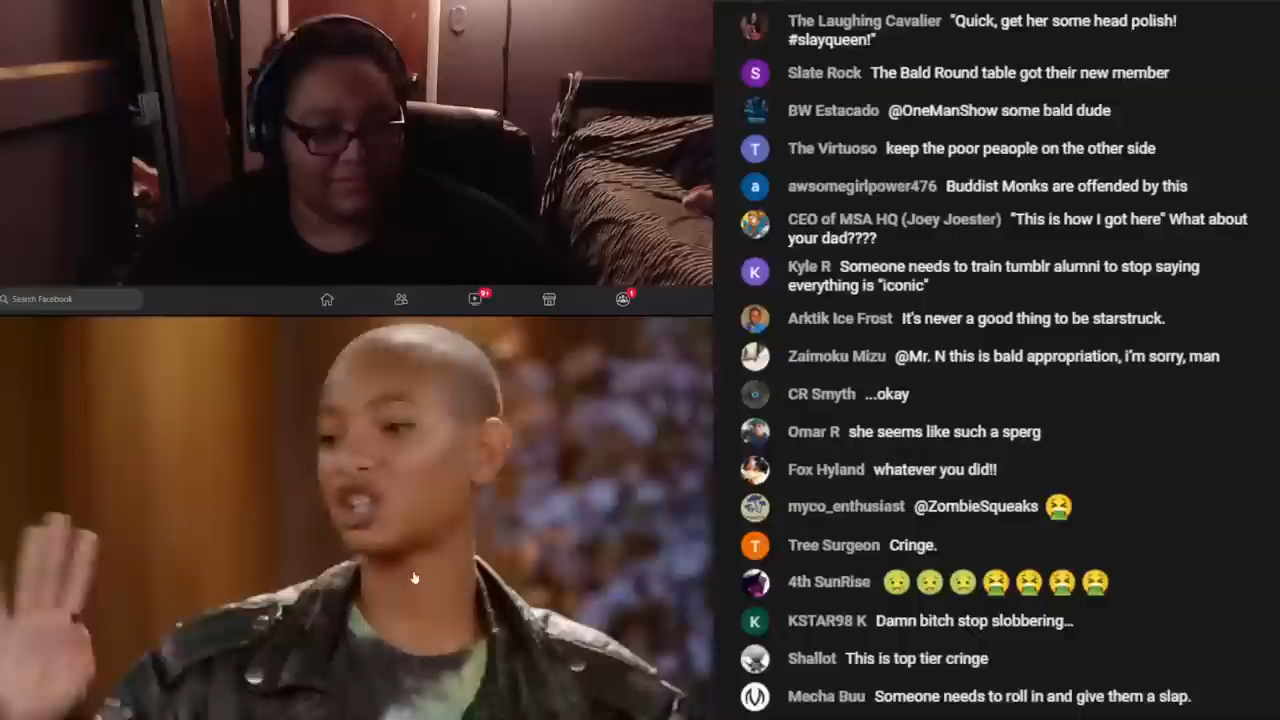 The Laughing Cavalier "Quick, get her some head polish!
#slayqueen!"
S Slate Rock The Bald Round table got their new member
BW Estacado @OneManShow some bald dude
T The Virtuoso keep the poor peaople on the other side
a awsomegirlpower476 Buddist Monks are offended by this
CEO of MSA HQ (Joey Joester) "This is how I got here" What about
your dad????
K Kyle R Someone needs to train tumblr alumni to stop saying
everything is "iconic"
Search Facebook
9+
1
Arktik Ice Frost It's never a good thing to be starstruck.
Zaimoku Mizu @Mr. N this is bald appropriation, i'm sorry, man
CR Smyth ...okay
Omar R she seems like such a sperg
Fox Hyland whatever you did!!
myco_enthusiast @ZombieSqueaks 🤮
T Tree Surgeon Cringe.
4th SunRise 🤢🤢🤢🤮🤮🤮🤮
K KSTAR98 K Damn bitch stop slobbering...
Shallot This is top tier cringe
Mecha Buu Someone needs to roll in and give them a slap.